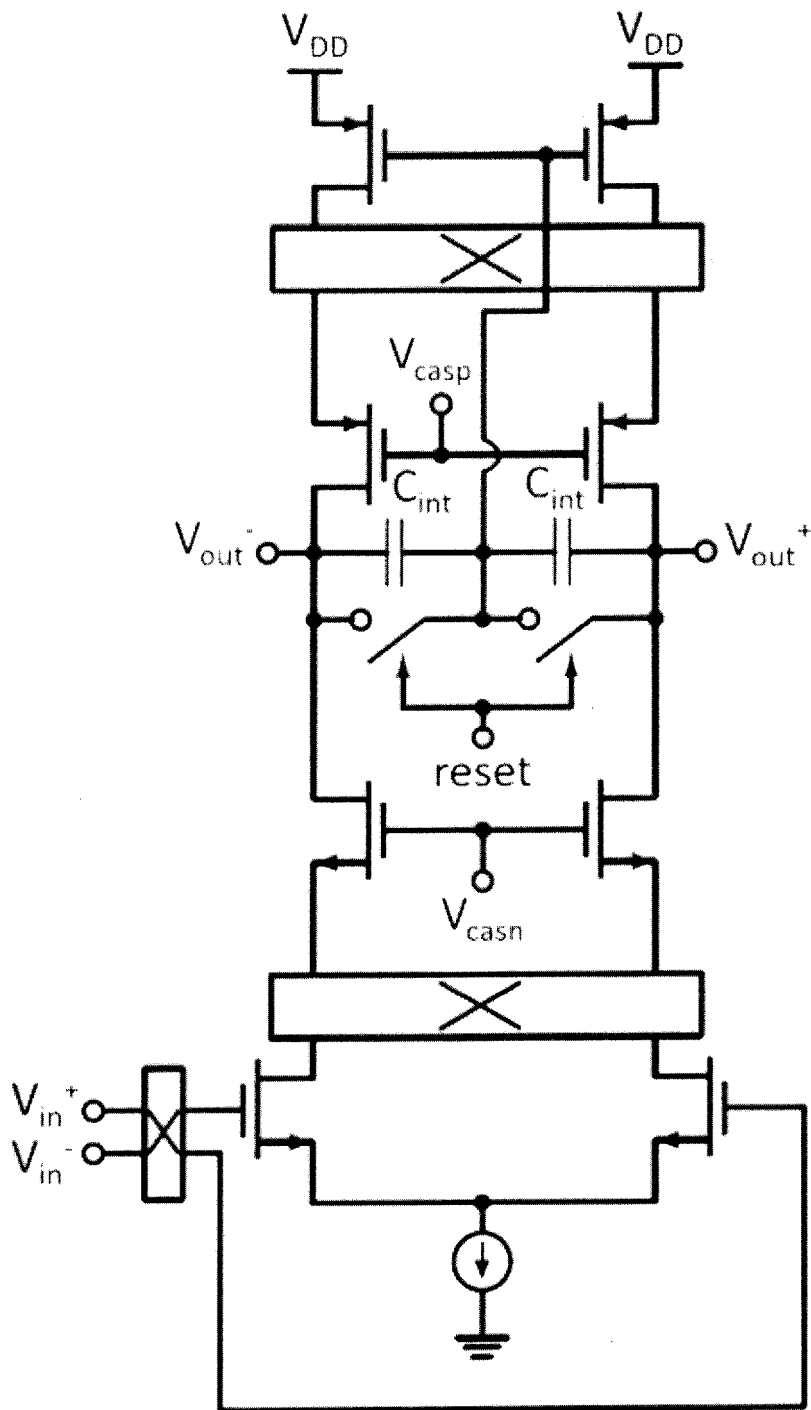 V_DD V_DD
V_casp
C_int C_int
V_out^- V_out^+
reset
V_casn
V_in^+
V_in^-